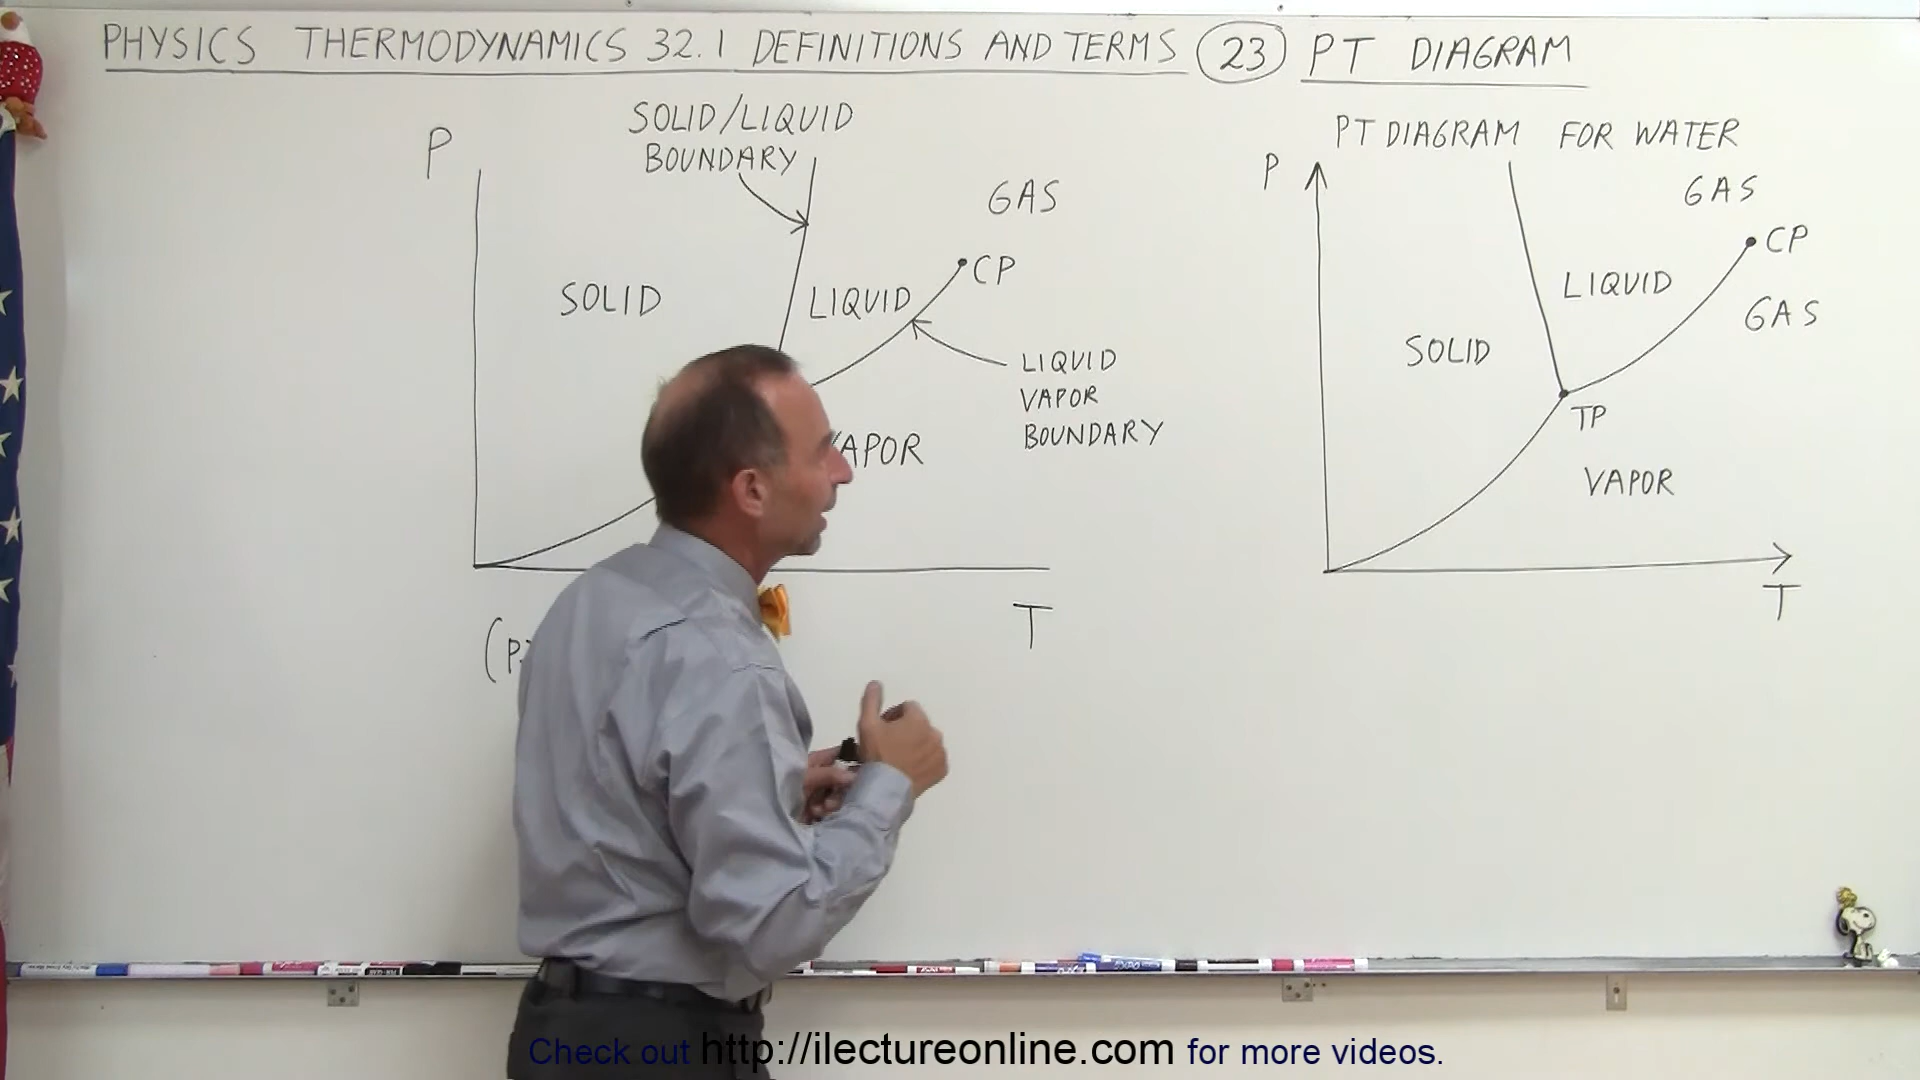 PHYSICS THERMODYNAMICS 32.1 DEFINITIONS AND TERMS 23 PT DIAGRAM
P
SOLID/LIQUID
BOUNDARY
GAS
CP
SOLID
LIQUID
LIQUID
VAPOR
BOUNDARY
APOR
T
(P
PT DIAGRAM FOR WATER
P
GAS
CP
LIQUID
GAS
SOLID
TP
VAPOR
T
Check out http://ilectureonline.com for more videos.